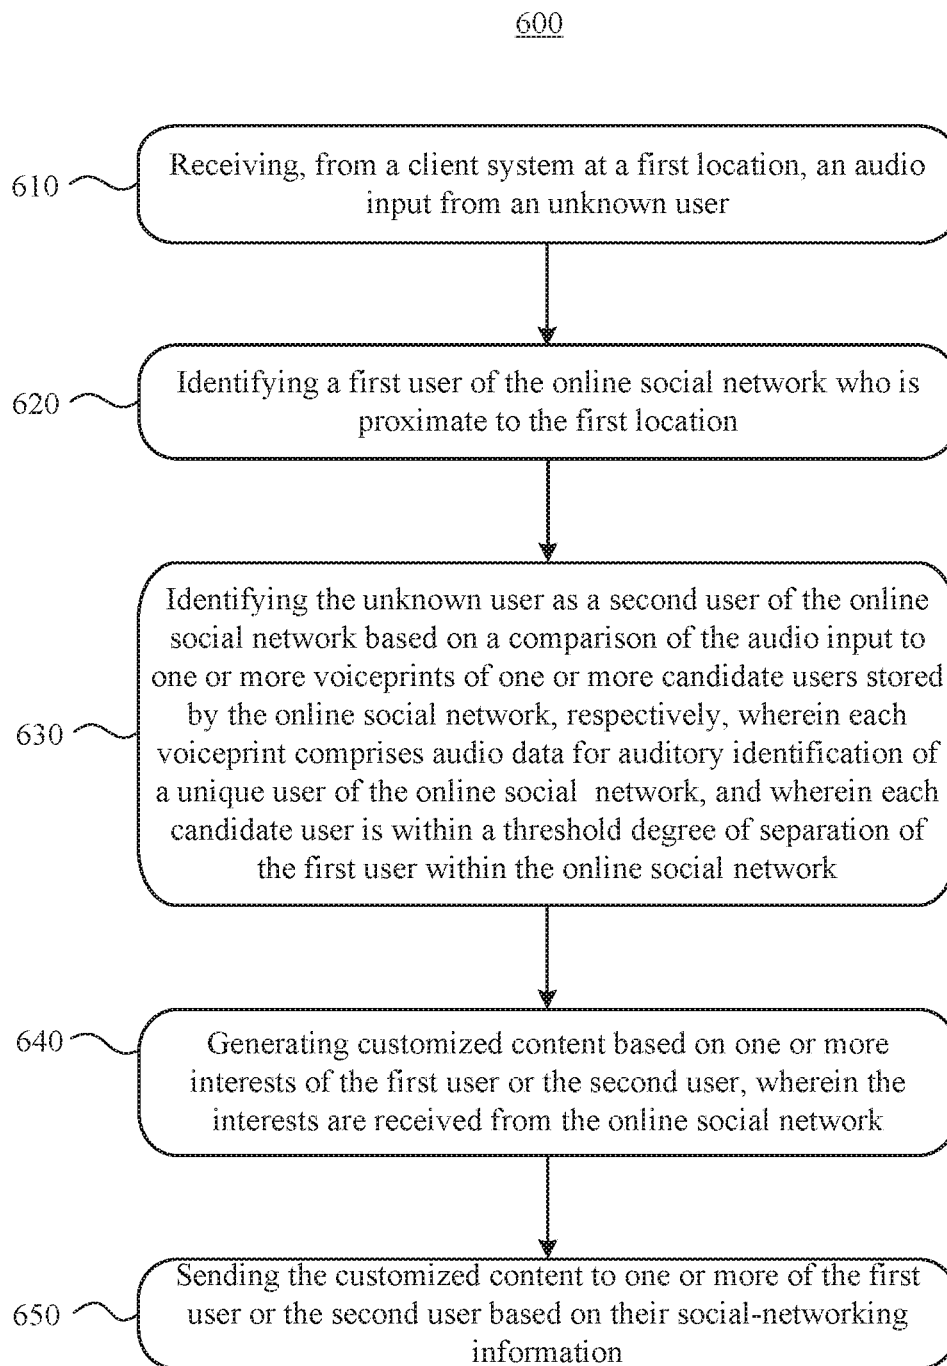 600
610
Receiving, from a client system at a first location, an audio
input from an unknown user
620
Identifying a first user of the online social network who is
proximate to the first location
630
Identifying the unknown user as a second user of the online
social network based on a comparison of the audio input to
one or more voiceprints of one or more candidate users stored
by the online social network, respectively, wherein each
voiceprint comprises audio data for auditory identification of
a unique user of the online social network, and wherein each
candidate user is within a threshold degree of separation of
the first user within the online social network
640
Generating customized content based on one or more
interests of the first user or the second user, wherein the
interests are received from the online social network
650
Sending the customized content to one or more of the first
user or the second user based on their social-networking
information